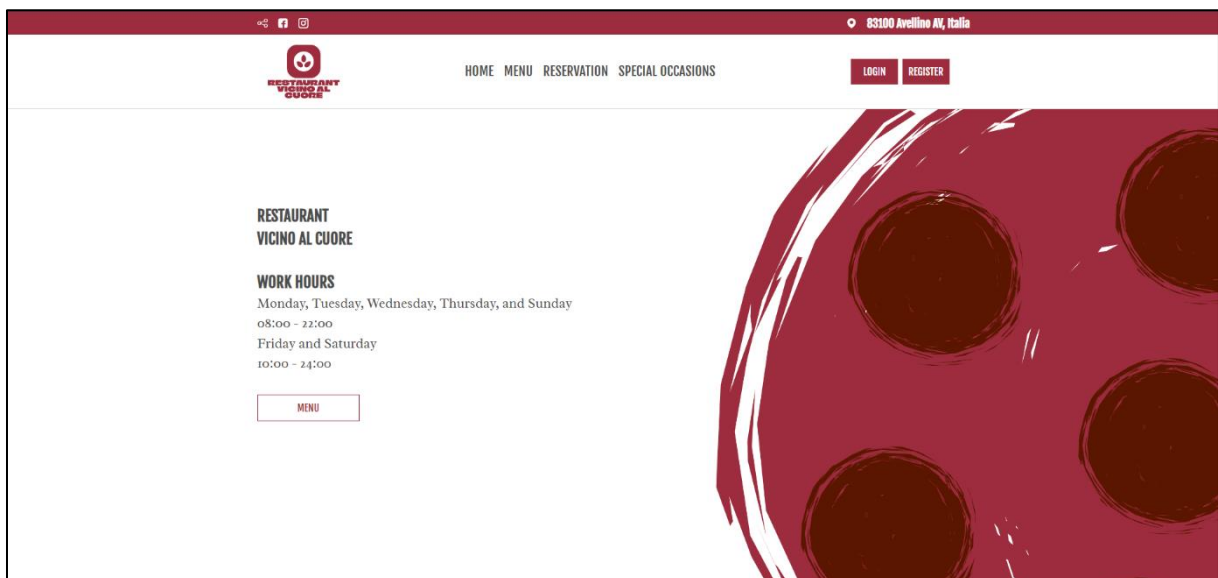 83100 Avellino AV, Italia
RESTAURANT
VICINO AL
CUORE
HOME MENU RESERVATION SPECIAL OCCASIONS
LOGIN REGISTER
RESTAURANT
VICINO AL CUORE
WORK HOURS
Monday, Tuesday, Wednesday, Thursday, and Sunday
08:00 - 22:00
Friday and Saturday
10:00 - 24:00
MENU